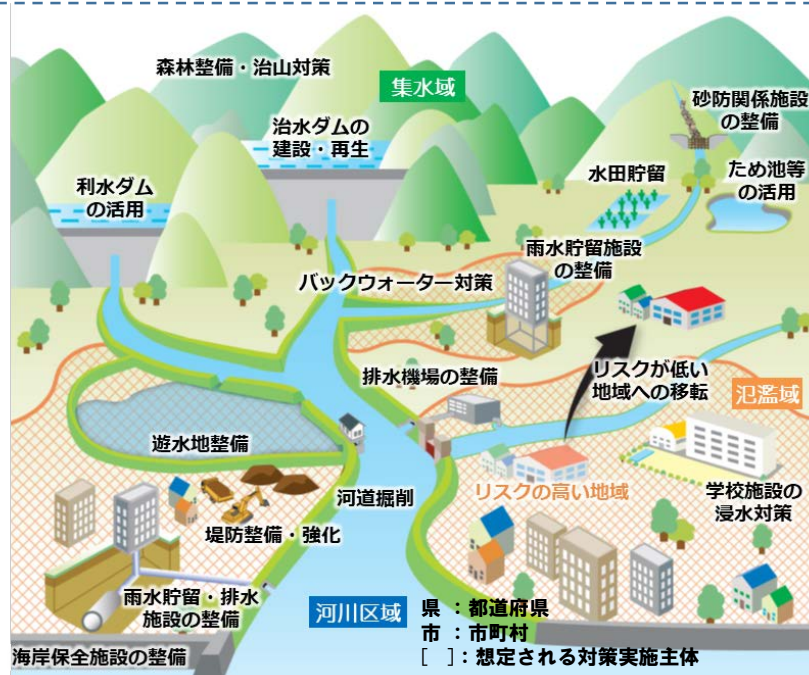 森林整備・治山対策
集水域
砂防関係施設
の整備
治水ダムの
建設・再生
水田貯留
ため池等
の活用
利水ダム
の活用
雨水貯留施設
の整備
バックウォーター対策
排水機場の整備
リスクが低い
地域への移転
氾濫域
遊水地整備
リスクの高い地域
学校施設の
浸水対策
河道掘削
堤防整備・強化
雨水貯留・排水
施設の整備
河川区域
県 ：都道府県
市 ：市町村
[ ]：想定される対策実施主体
海岸保全施設の整備